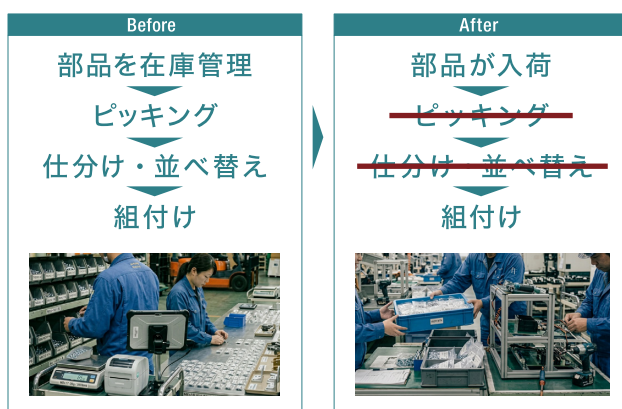 Before
部品を在庫管理
ピッキング
仕分け・並べ替え
組付け
After
部品が入荷
ピッキング
仕分け・並べ替え
組付け